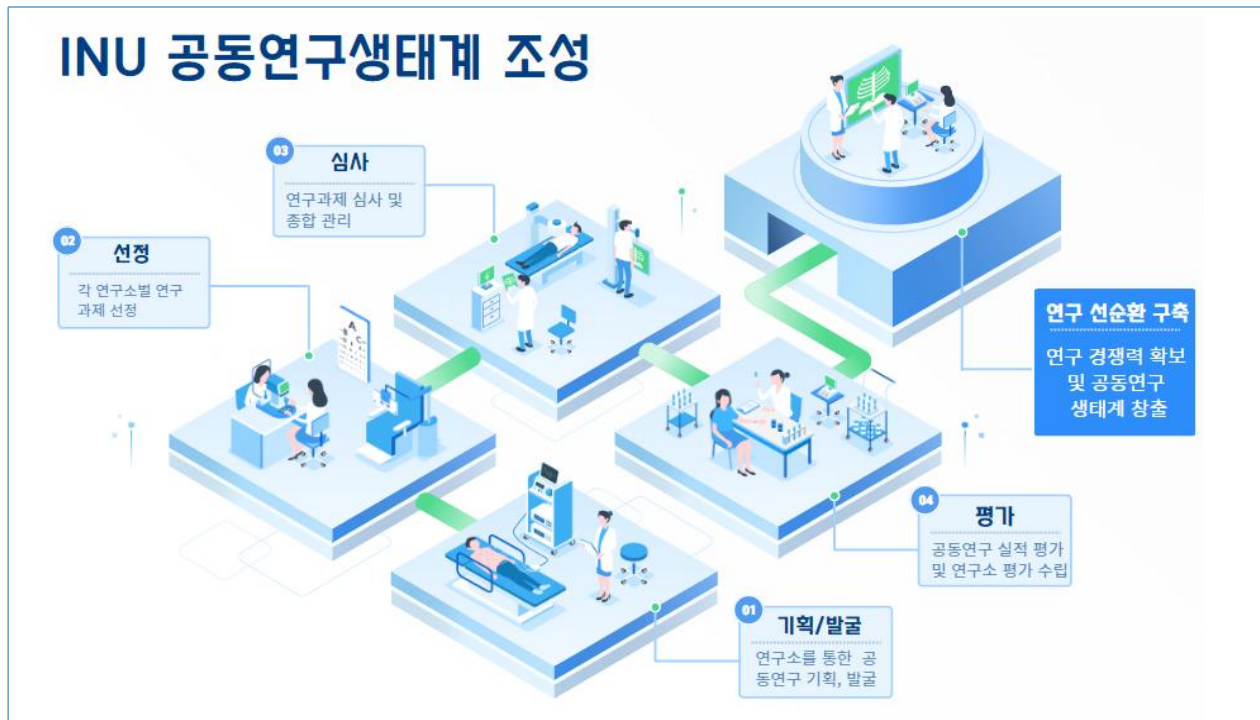 INU 공동연구생태계 조성
03
심사
연구과제 심사 및
종합 관리
02
선정
각 연구소별 연구
과제 선정
연구 선순환 구축
연구 경쟁력 확보
및 공동연구
생태계 창출
04
평가
공동연구 실적 평가
및 연구소 평가 수립
01
기획/발굴
연구소를 통한 공
동연구 기획, 발굴